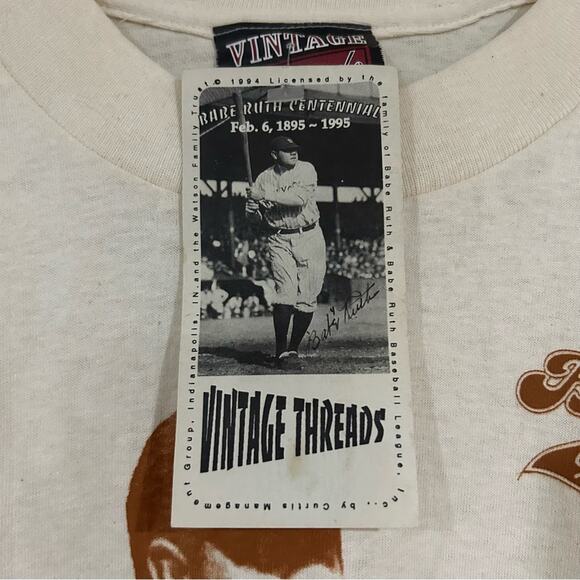 VINTAGE
© 1994 Licensed by the family of Babe Ruth & Babe Ruth Baseball League, Inc., by Curtis Management Group, Indianapolis, IN and the Watson Family Trust.
BABE RUTH CENTENNIAL
Feb. 6, 1895 ~ 1995
"Babe" Ruth
VINTAGE THREADS